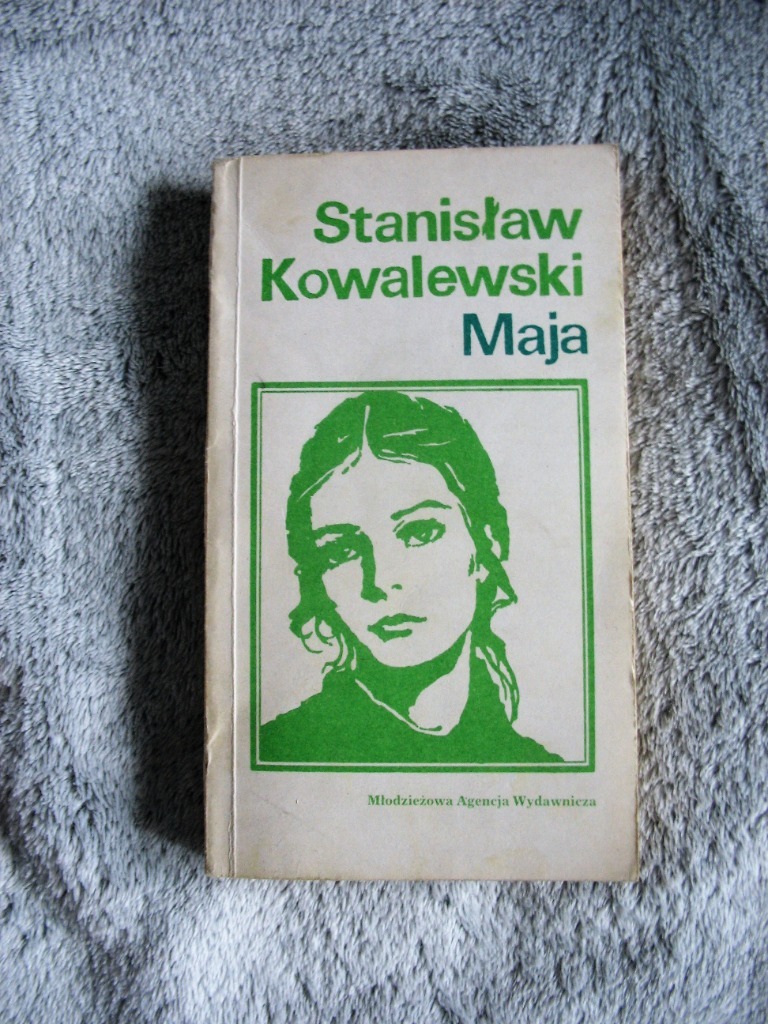 Stanisław
Kowalewski
Maja
Młodzieżowa Agencja Wydawnicza